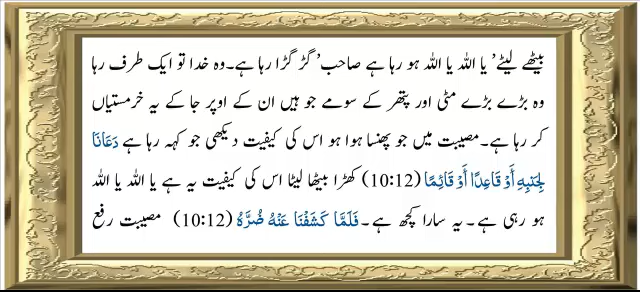 بیٹھے لیٹے’ یا اللہ یا اللہ ہو رہا ہے صاحب’ گڑ گڑا رہا ہے۔وہ خدا تو ایک طرف رہا
وہ بڑے بڑے مٹی اور پتھر کے سومے جو ہیں ان کے اوپر جا کے یہ خرمستیاں
کر رہا ہے۔مصیبت میں جو پھنسا ہوا ہو اس کی کیفیت دیکھی جو کہہ رہا ہے دَعَانَا
لِجَنْبِهٖ أَوْ قَاعِدًا أَوْ قَائِمًا (10:12) کھڑا بیٹھا لیٹا اس کی کیفیت یہ ہے یا اللہ یا اللہ
ہو رہی ہے۔یہ سارا کچھ ہے۔ فَلَمَّا كَشَفْنَا عَنْهُ ضُرَّهٗ (10:12) مصیبت رفع